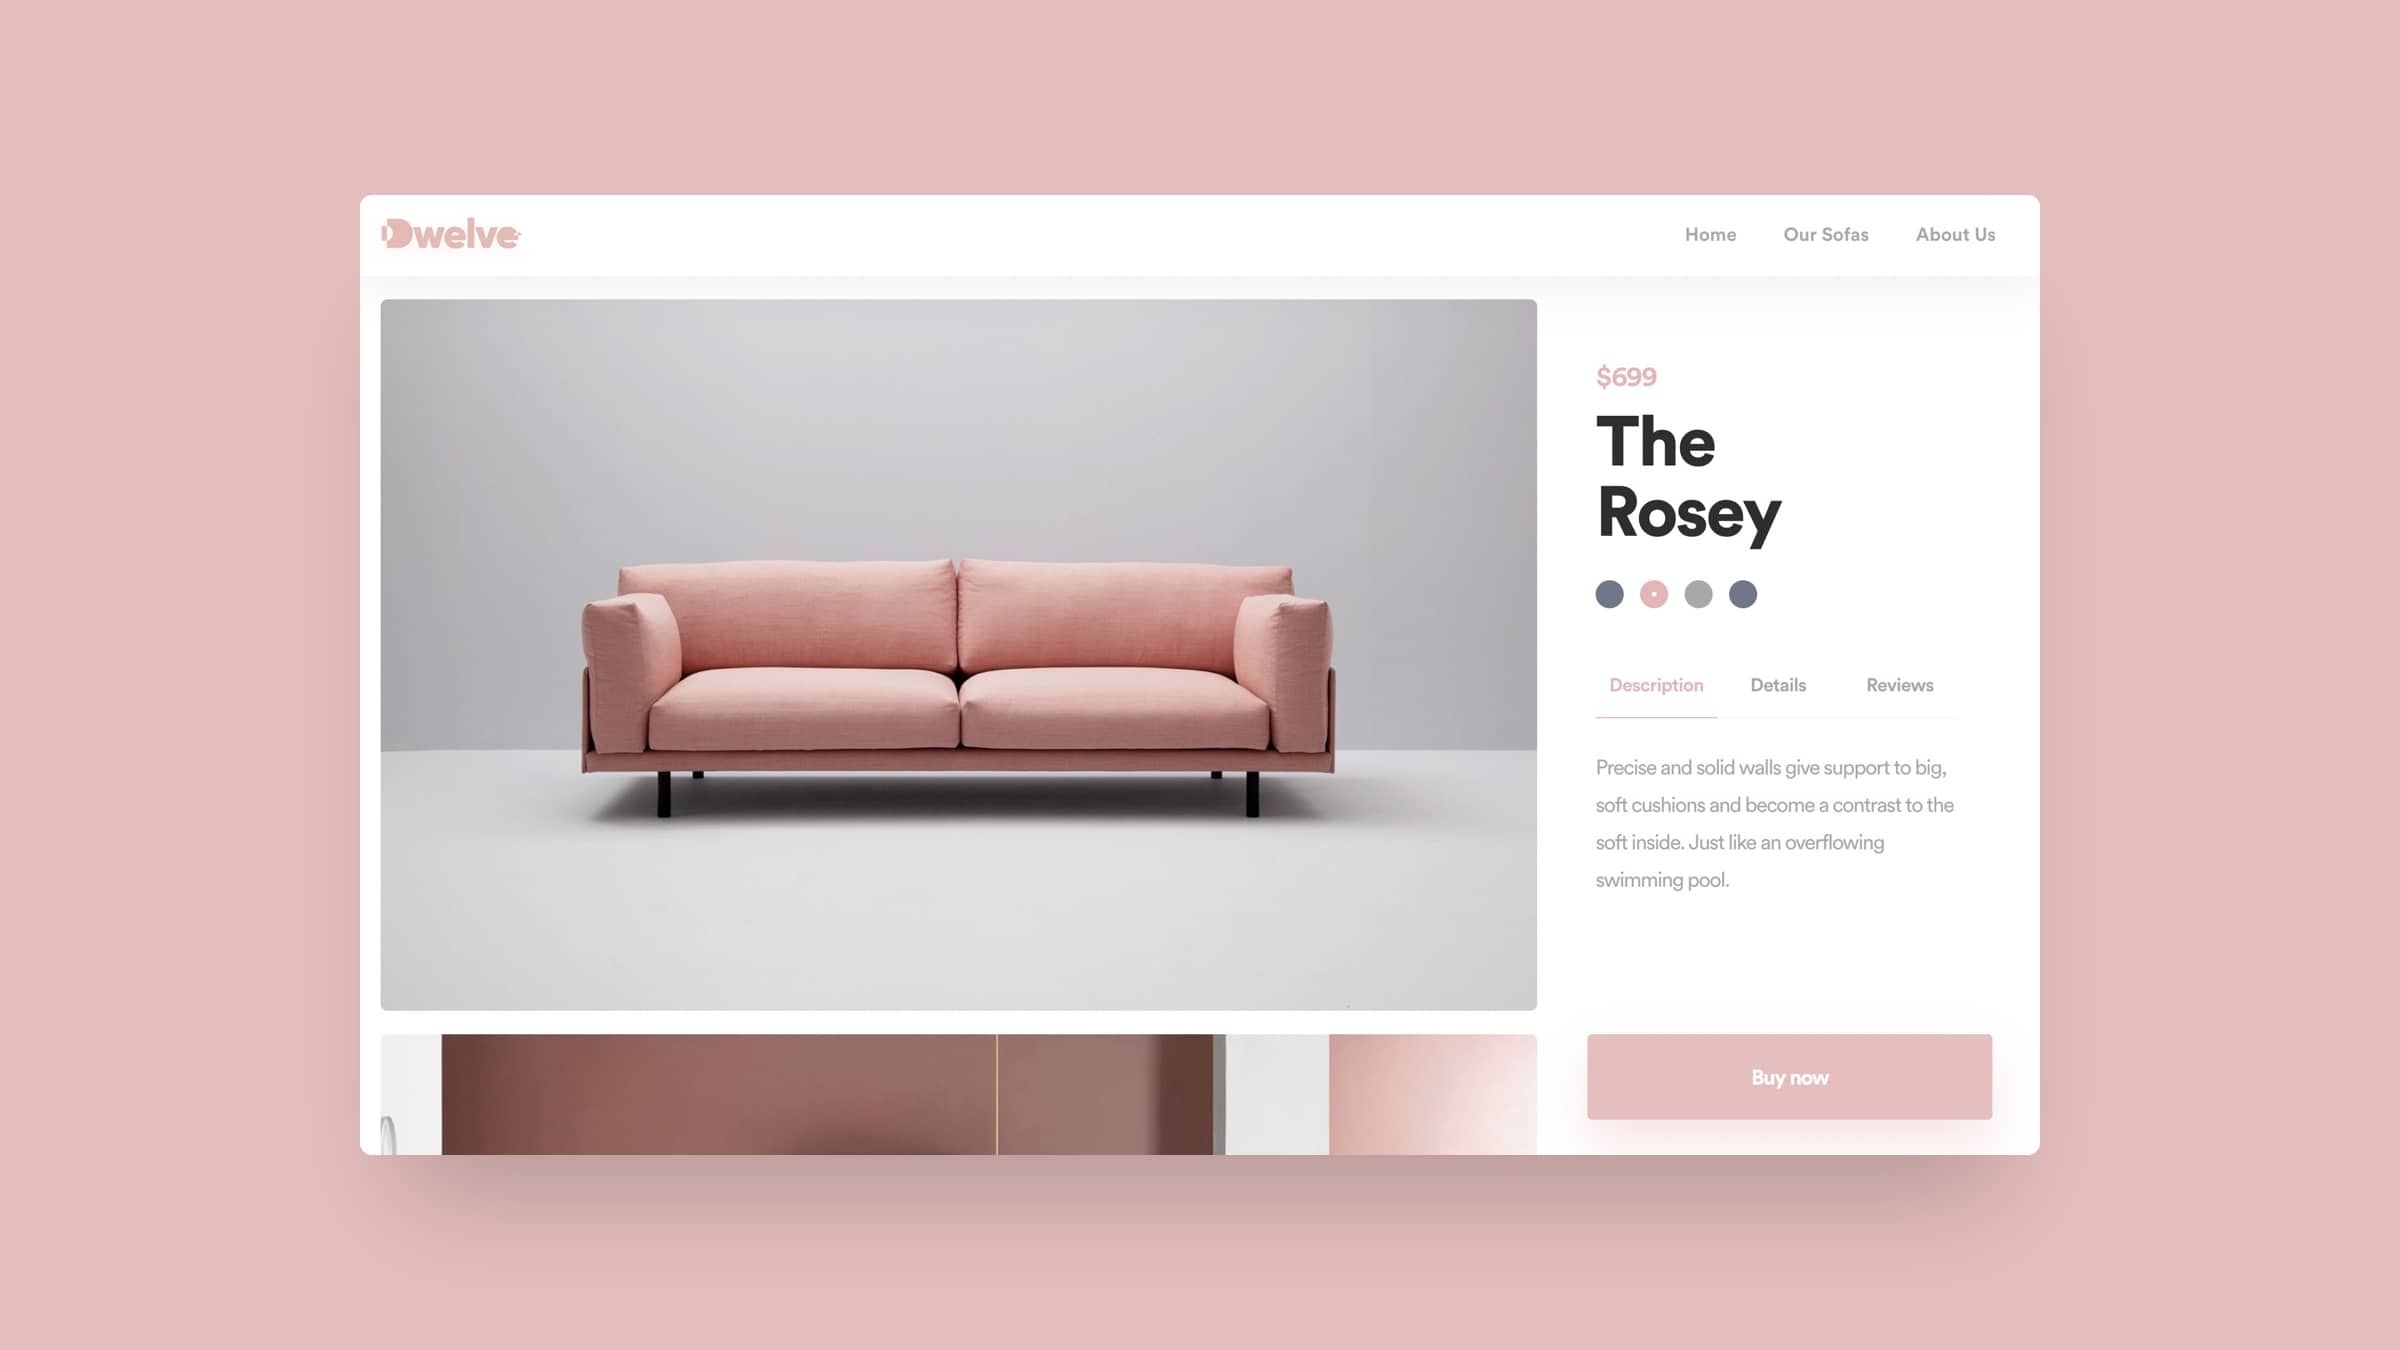 Dwelve
Home
Our Sofas
About Us
$699
The
Rosey
Description
Details
Reviews
Precise and solid walls give support to big,
soft cushions and become a contrast to the
soft inside. Just like an overflowing
swimming pool.
Buy now